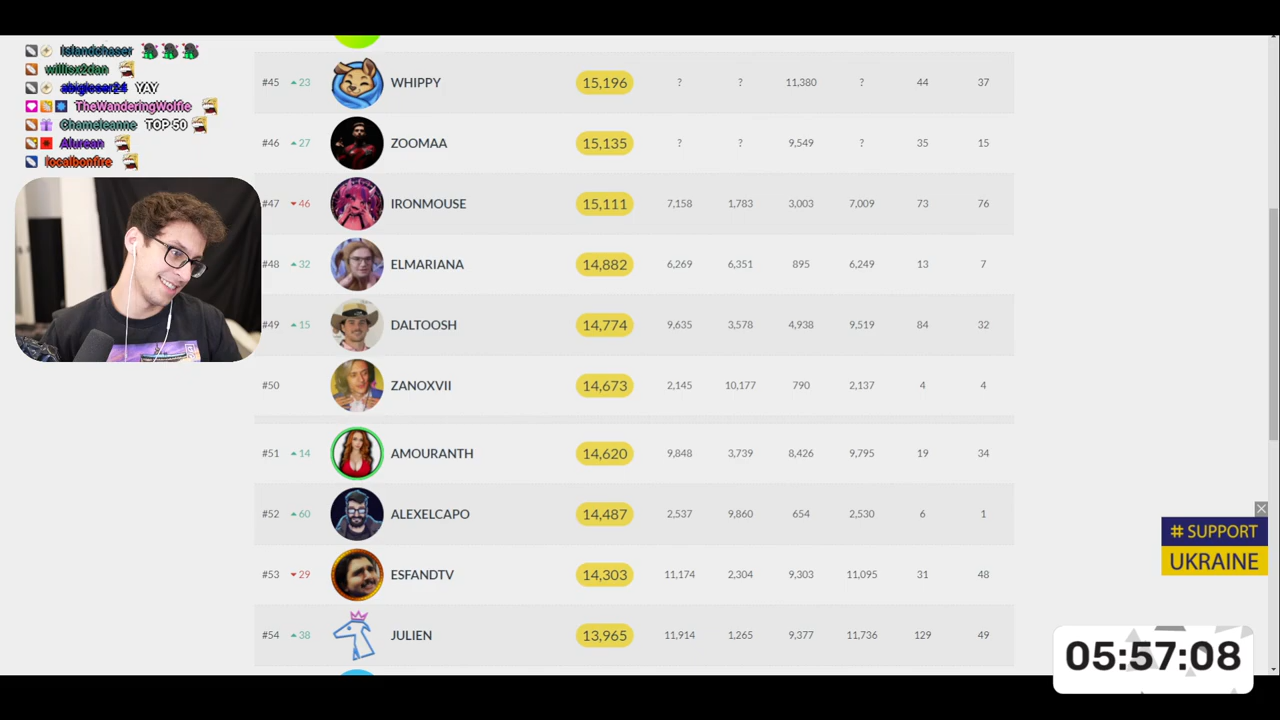 Islandchaser
willisx2dan
abigloser24 YAY
TheWanderingWolfie
Chameleanne TOP 50
Alurean
localbonfire
#45 23 WHIPPY 15,196 ? ? 11,380 ? 44 37
#46 27 ZOOMAA 15,135 ? ? 9,549 ? 35 15
#47 46 IRONMOUSE 15,111 7,158 1,783 3,003 7,009 73 76
#48 32 ELMARIANA 14,882 6,269 6,351 895 6,249 13 7
#49 15 DALTOOSH 14,774 9,635 3,578 4,938 9,519 84 32
#50 ZANOXVII 14,673 2,145 10,177 790 2,137 4 4
#51 14 AMOURANTH 14,620 9,848 3,739 8,426 9,795 19 34
#52 60 ALEXELCAPO 14,487 2,537 9,860 654 2,530 6 1
#53 29 ESFANDTV 14,303 11,174 2,304 9,303 11,095 31 48
#54 38 JULIEN 13,965 11,914 1,265 9,377 11,736 129 49
# SUPPORT
UKRAINE
05:57:08